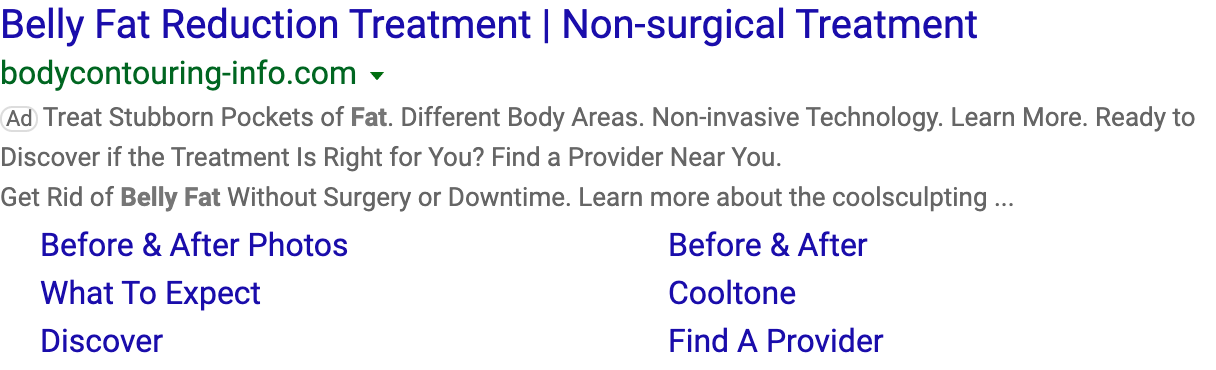 Belly Fat Reduction Treatment | Non-surgical Treatment
bodycontouring-info.com
Ad Treat Stubborn Pockets of Fat. Different Body Areas. Non-invasive Technology. Learn More. Ready to
Discover if the Treatment Is Right for You? Find a Provider Near You.
Get Rid of Belly Fat Without Surgery or Downtime. Learn more about the coolsculpting ...
Before & After Photos
Before & After
What To Expect
Cooltone
Discover
Find A Provider